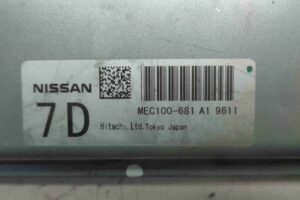 NISSAN
7D
MEC100-681 A1 9611
Hitachi,Ltd.Tokyo Japan